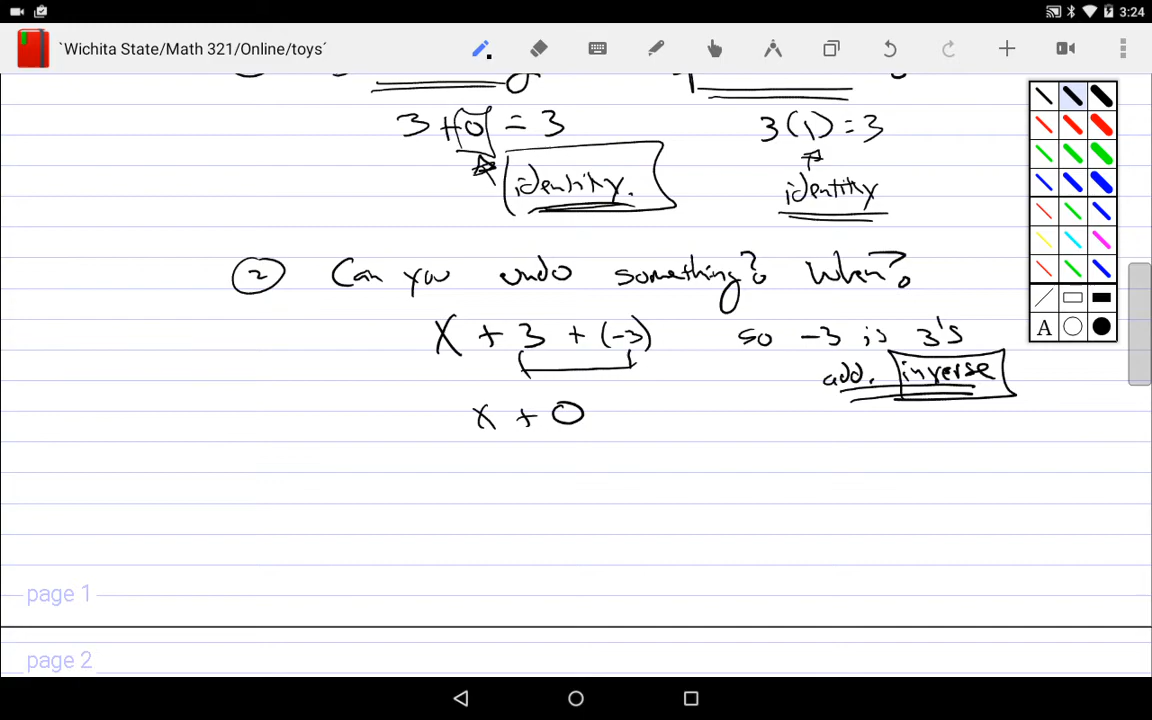 3:24
`Wichita State/Math 321/Online/toys´
3 + 0 = 3
3(1) = 3
identity.
identity
② Can you undo something? When?
x + 3 + (-3)
so -3 is 3's
add. inverse
x + 0
A
page 1
page 2